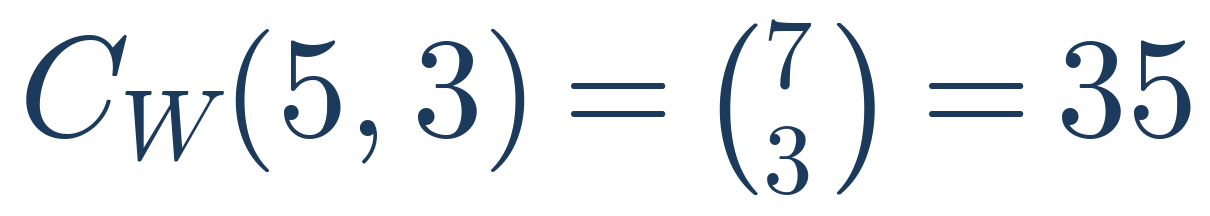 $C_W(5, 3) = \binom{7}{3} = 35$